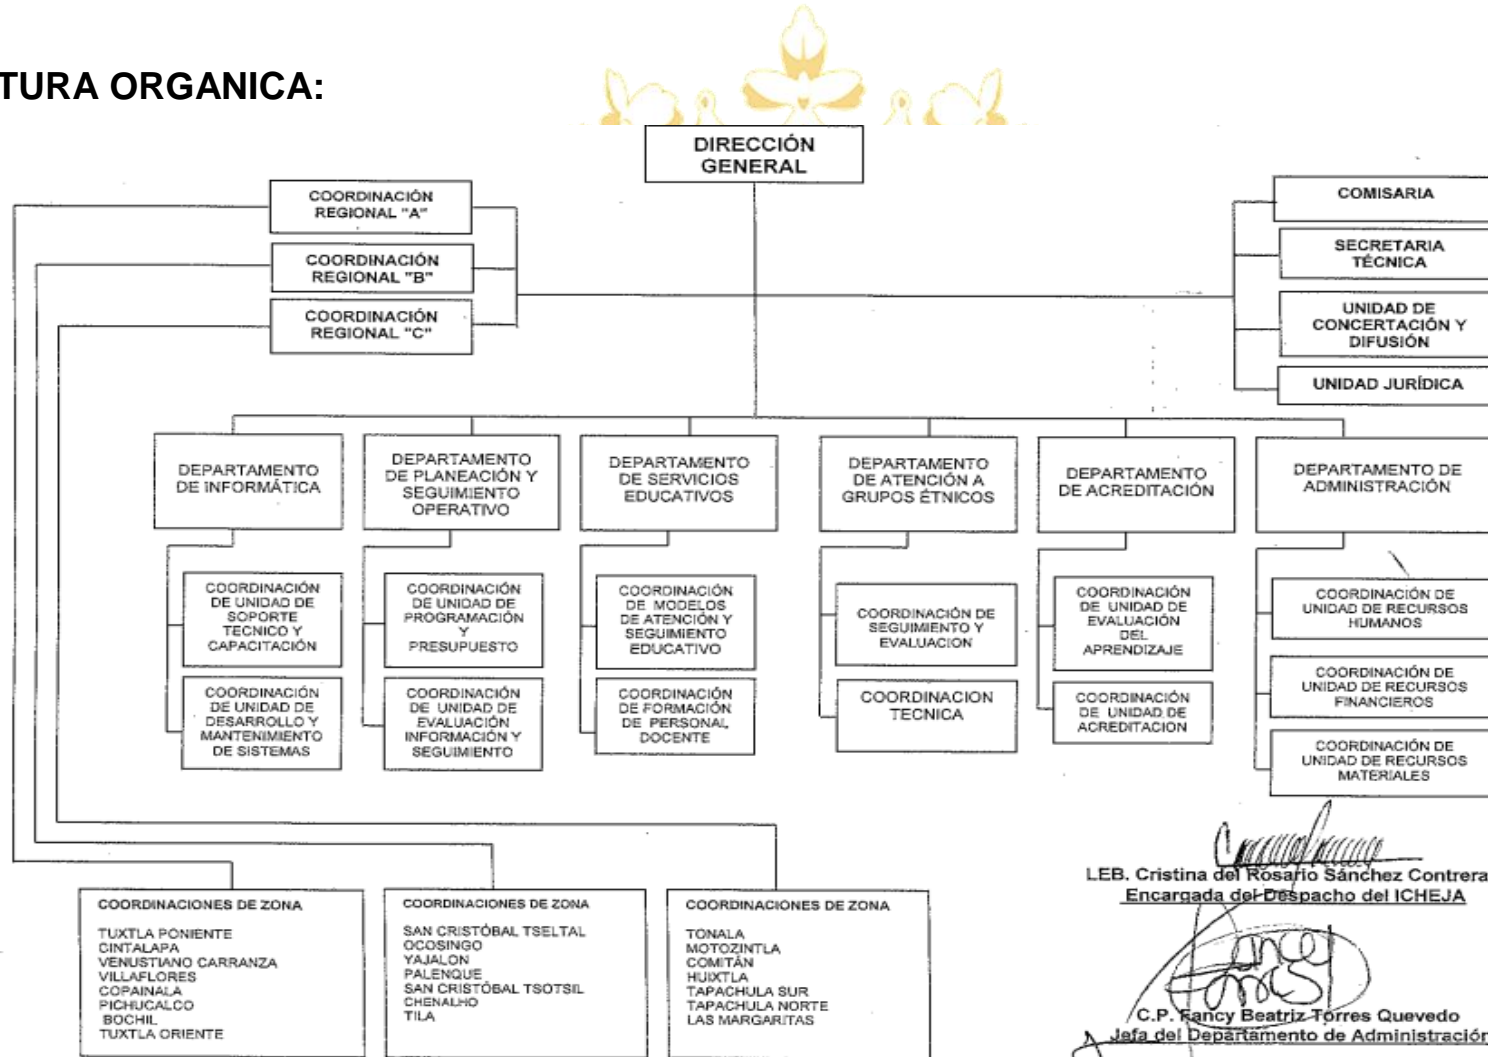 TURA ORGANICA:
DIRECCIÓN
GENERAL
COORDINACIÓN
REGIONAL "A"
COORDINACIÓN
REGIONAL "B"
COORDINACIÓN
REGIONAL "C"
COMISARIA
SECRETARIA
TÉCNICA
UNIDAD DE
CONCERTACIÓN Y
DIFUSIÓN
UNIDAD JURÍDICA
DEPARTAMENTO
DE INFORMÁTICA
DEPARTAMENTO
DE PLANEACIÓN Y
SEGUIMIENTO
OPERATIVO
DEPARTAMENTO
DE SERVICIOS
EDUCATIVOS
DEPARTAMENTO
DE ATENCIÓN A
GRUPOS ÉTNICOS
DEPARTAMENTO
DE ACREDITACIÓN
DEPARTAMENTO DE
ADMINISTRACIÓN
COORDINACIÓN
DE UNIDAD DE
SOPORTE
TECNICO Y
CAPACITACIÓN
COORDINACIÓN
DE UNIDAD DE
DESARROLLO Y
MANTENIMIENTO
DE SISTEMAS
COORDINACIÓN
DE UNIDAD DE
PROGRAMACIÓN
Y
PRESUPUESTO
COORDINACIÓN
DE UNIDAD DE
EVALUACIÓN
INFORMACIÓN Y
SEGUIMIENTO
COORDINACIÓN
DE MODELOS
DE ATENCIÓN Y
SEGUIMIENTO
EDUCATIVO
COORDINACIÓN
DE FORMACIÓN
DE PERSONAL
DOCENTE
COORDINACIÓN DE
SEGUIMIENTO Y
EVALUACION
COORDINACION
TECNICA
COORDINACIÓN
DE UNIDAD DE
EVALUACIÓN
DEL
APRENDIZAJE
COORDINACIÓN
DE UNIDAD DE
ACREDITACION
COORDINACIÓN DE
UNIDAD DE RECURSOS
HUMANOS
COORDINACIÓN DE
UNIDAD DE RECURSOS
FINANCIEROS
COORDINACIÓN DE
UNIDAD DE RECURSOS
MATERIALES
COORDINACIONES DE ZONA
TUXTLA PONIENTE
CINTALAPA
VENUSTIANO CARRANZA
VILLAFLORES
COPAINALA
PICHUCALCO
BOCHIL
TUXTLA ORIENTE
COORDINACIONES DE ZONA
SAN CRISTÓBAL TSELTAL
OCOSINGO
YAJALON
PALENQUE
SAN CRISTÓBAL TSOTSIL
CHENALHO
TILA
COORDINACIONES DE ZONA
TONALA
MOTOZINTLA
COMITÁN
HUIXTLA
TAPACHULA SUR
TAPACHULA NORTE
LAS MARGARITAS
LEB. Cristina del Rosario Sánchez Contrera
Encargada del Despacho del ICHEJA
C.P. Fancy Beatriz Torres Quevedo
Jefa del Departamento de Administración